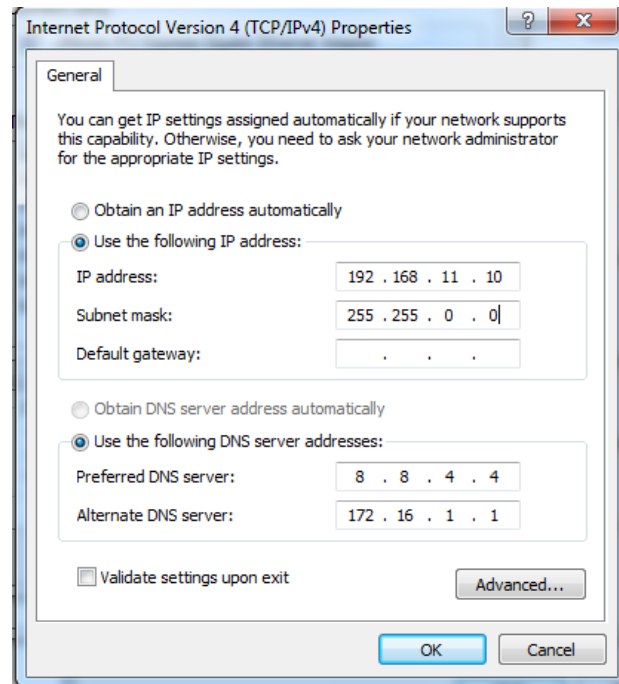 Internet Protocol Version 4 (TCP/IPv4) Properties
General
You can get IP settings assigned automatically if your network supports
this capability. Otherwise, you need to ask your network administrator
for the appropriate IP settings.
Obtain an IP address automatically
Use the following IP address:
IP address: 192 . 168 . 11 . 10
Subnet mask: 255 . 255 . 0 . 0
Default gateway: . . .
Obtain DNS server address automatically
Use the following DNS server addresses:
Preferred DNS server: 8 . 8 . 4 . 4
Alternate DNS server: 172 . 16 . 1 . 1
Validate settings upon exit
Advanced...
OK Cancel